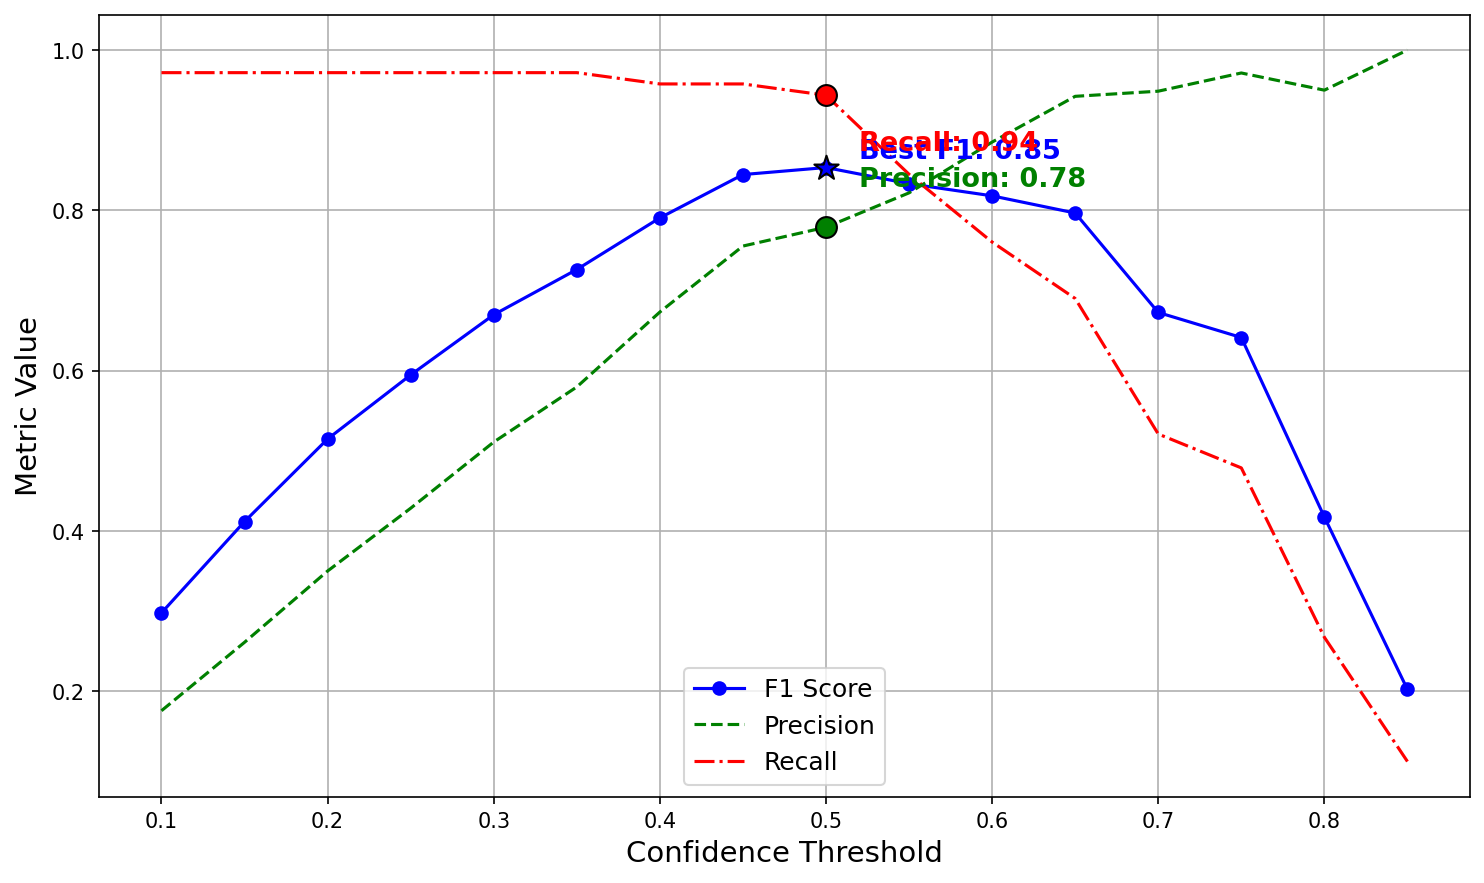 1.0
0.8
0.6
0.4
0.2
Metric Value
Recall: 0.94
Best F1: 0.85
Precision: 0.78
F1 Score
Precision
Recall
0.1 0.2 0.3 0.4 0.5 0.6 0.7 0.8
Confidence Threshold